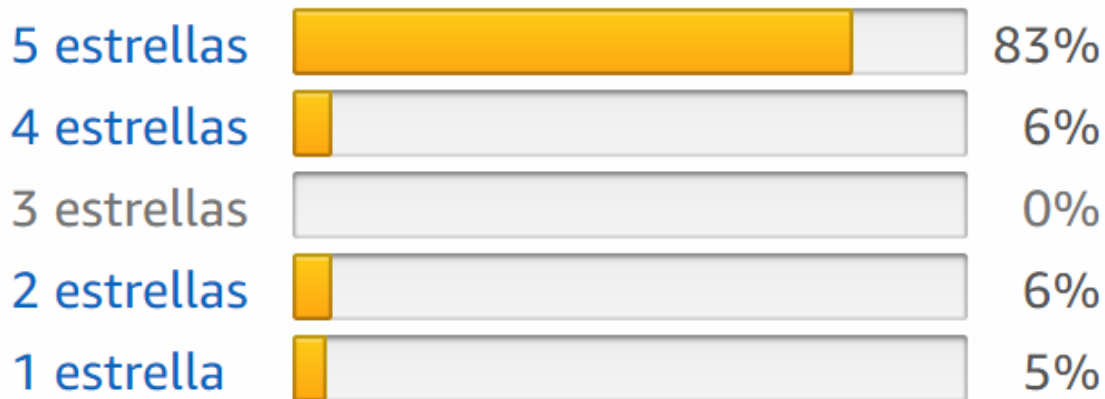 5 estrellas 83%
4 estrellas 6%
3 estrellas 0%
2 estrellas 6%
1 estrella 5%